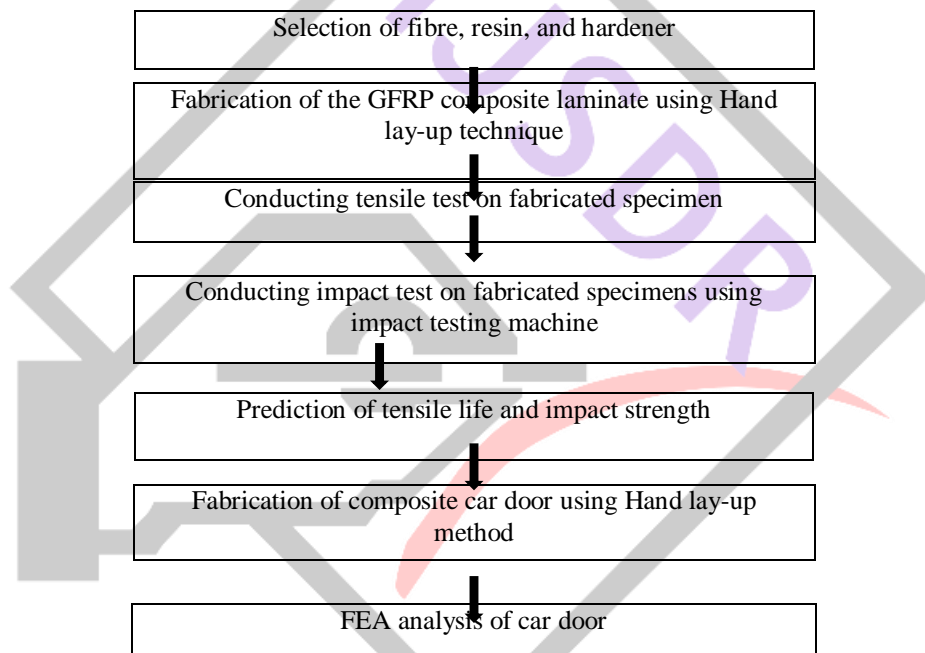 Selection of fibre, resin, and hardener
Fabrication of the GFRP composite laminate using Hand
lay-up technique
Conducting tensile test on fabricated specimen
Conducting impact test on fabricated specimens using
impact testing machine
Prediction of tensile life and impact strength
Fabrication of composite car door using Hand lay-up
method
FEA analysis of car door
JSDR